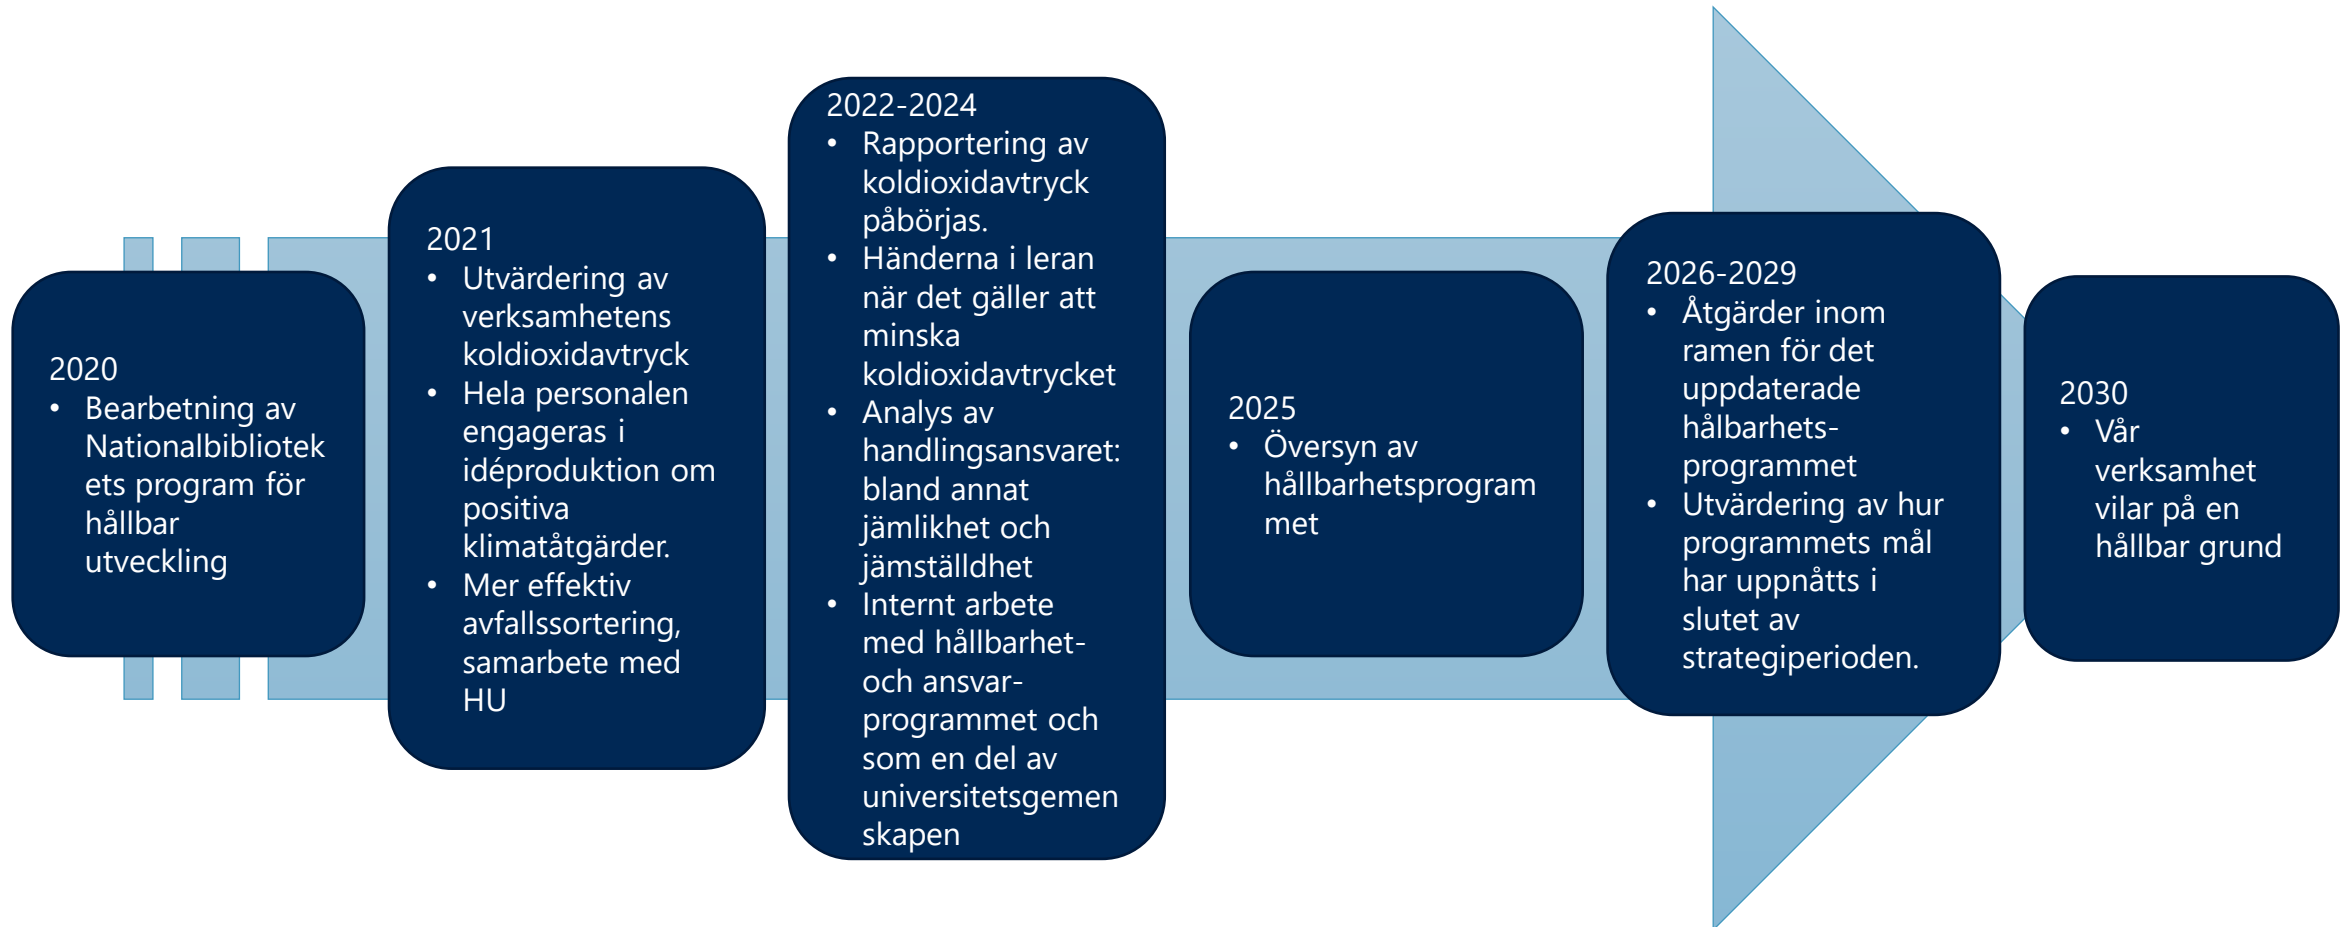 2020
• Bearbetning av
Nationalbibliotek
ets program för
hållbar
utveckling
2021
• Utvärdering av
verksamhetens
koldioxidavtryck
• Hela personalen
engageras i
idéproduktion om
positiva
klimatåtgärder.
• Mer effektiv
avfallssortering,
samarbete med
HU
2022-2024
• Rapportering av
koldioxidavtryck
påbörjas.
• Händerna i leran
när det gäller att
minska
koldioxidavtrycket
• Analys av
handlingsansvaret:
bland annat
jämlikhet och
jämställdhet
• Internt arbete
med hållbarhet-
och ansvar-
programmet och
som en del av
universitetsgemen
skapen
2025
• Översyn av
hållbarhetsprogram
met
2026-2029
• Åtgärder inom
ramen för det
uppdaterade
hålbarhets-
programmet
• Utvärdering av hur
programmets mål
har uppnåtts i
slutet av
strategiperioden.
2030
• Vår
verksamhet
vilar på en
hållbar grund